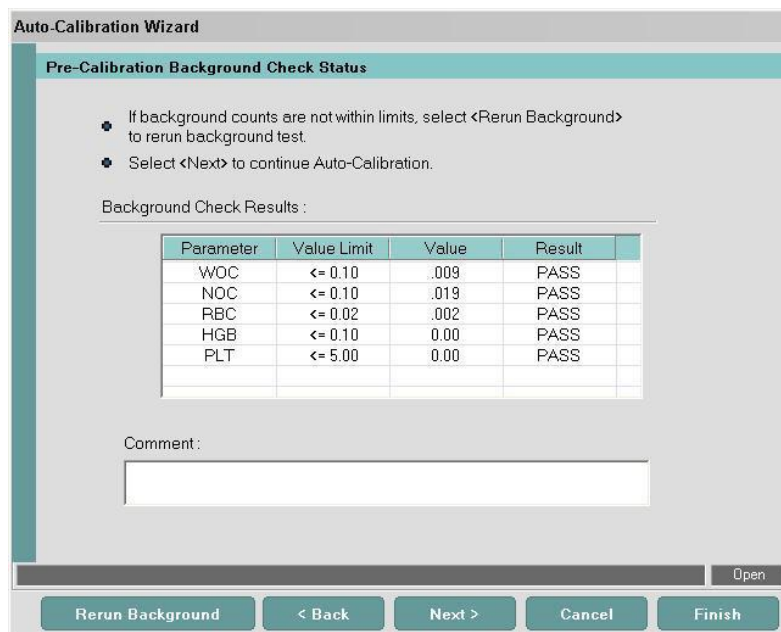 Auto-Calibration Wizard
Pre-Calibration Background Check Status
If background counts are not within limits, select <Rerun Background>
to rerun background test.
Select <Next> to continue Auto-Calibration.
Background Check Results :
Parameter Value Limit Value Result
WOC <= 0.10 .009 PASS
NOC <= 0.10 .019 PASS
RBC <= 0.02 .002 PASS
HGB <= 0.10 0.00 PASS
PLT <= 5.00 0.00 PASS
Comment :
Open
Rerun Background < Back Next > Cancel Finish